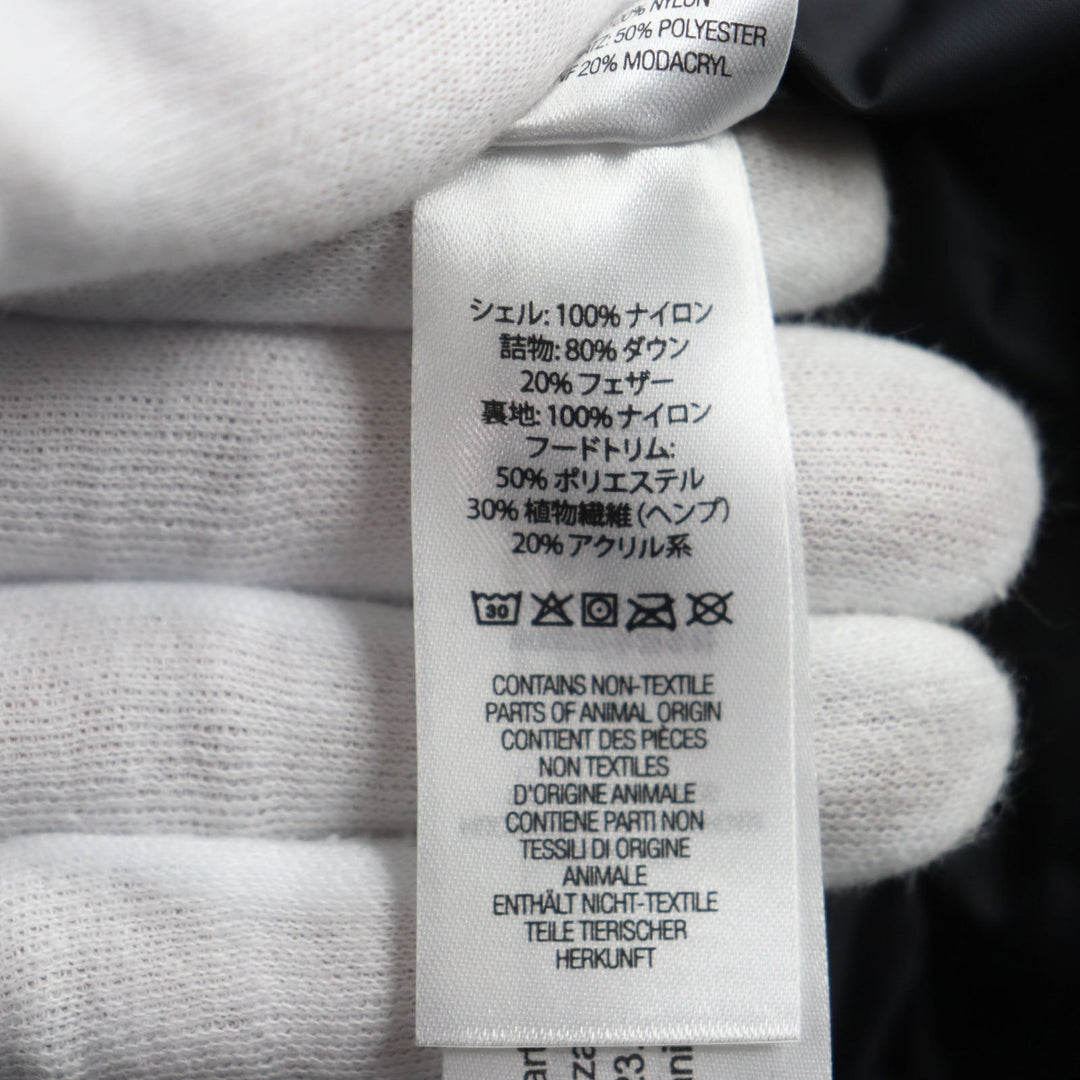 NYLON
50% POLYESTER
20% MODACRYL
シェル: 100% ナイロン
詰物: 80% ダウン
20% フェザー
裏地: 100% ナイロン
フードトリム:
50% ポリエステル
30% 植物繊維 (ヘンプ)
20% アクリル系
30
CONTAINS NON-TEXTILE
PARTS OF ANIMAL ORIGIN
CONTIENT DES PIÈCES
NON TEXTILES
D'ORIGINE ANIMALE
CONTIENE PARTI NON
TESSILI DI ORIGINE
ANIMALE
ENTHÄLT NICHT-TEXTILE
TEILE TIERISCHER
HERKUNFT